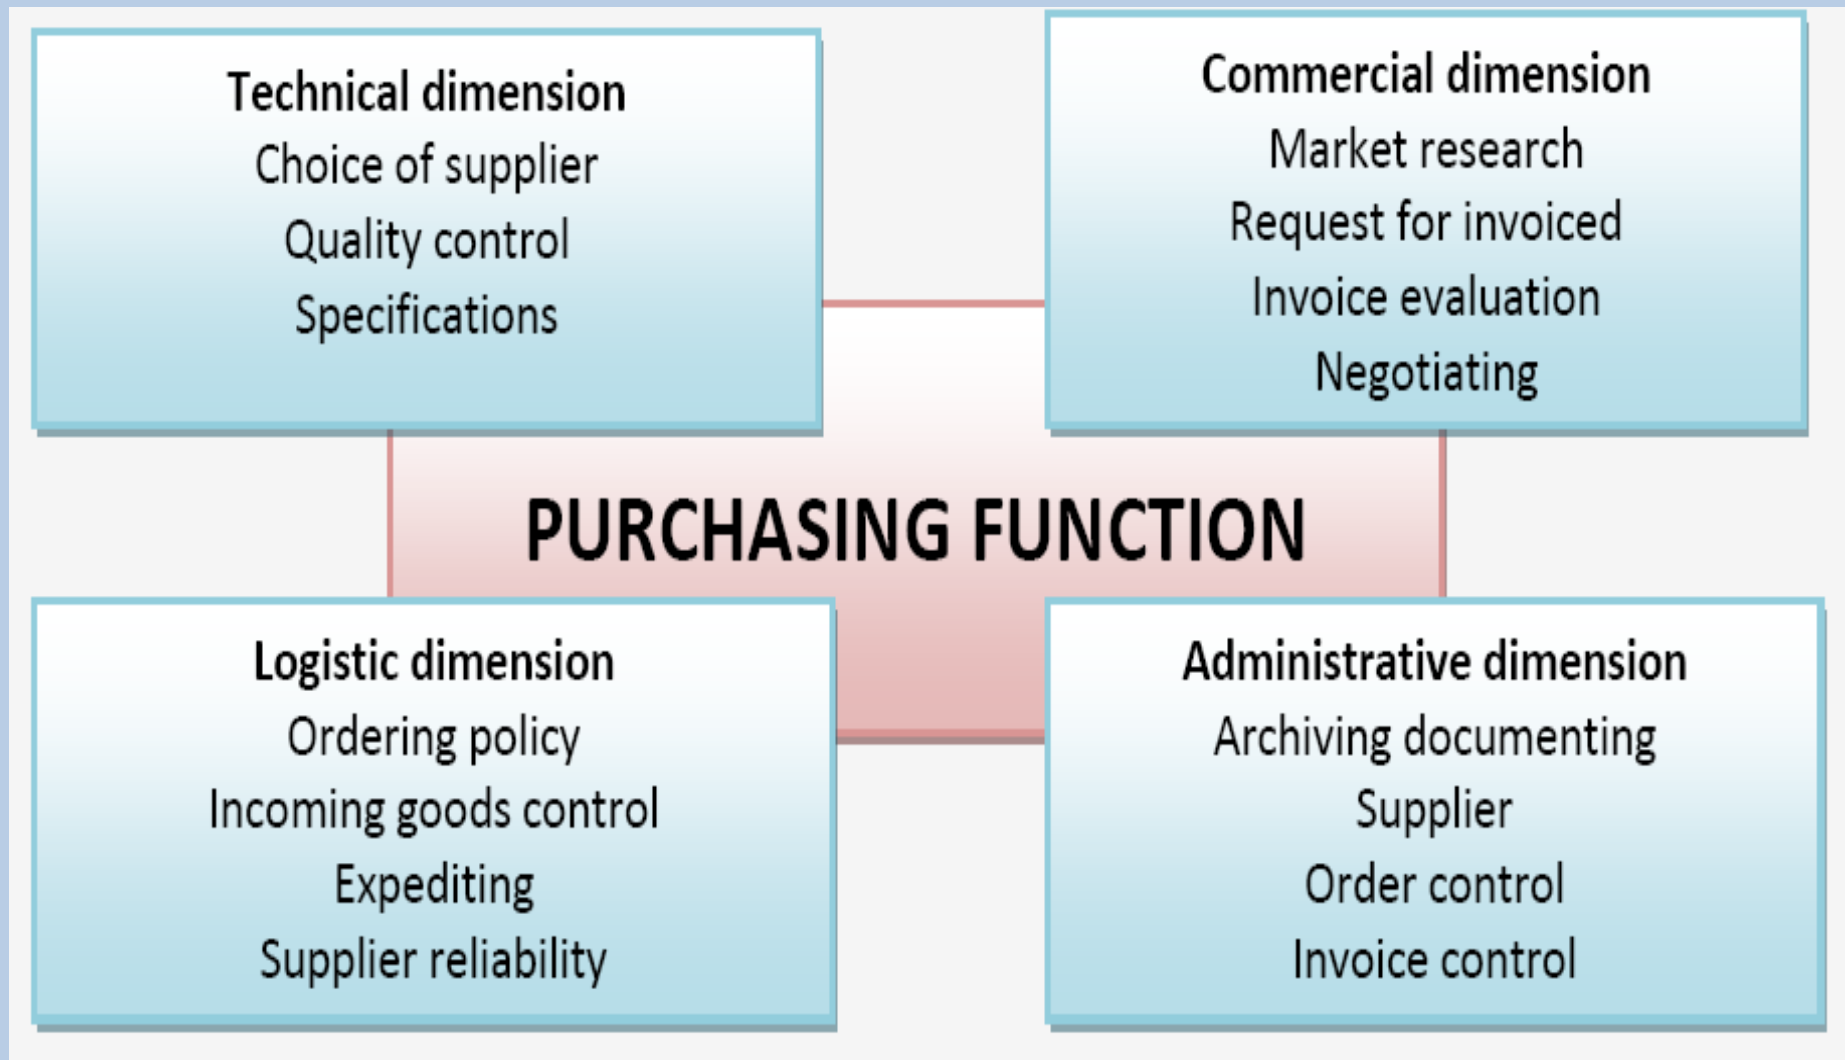 Technical dimension
Choice of supplier
Quality control
Specifications
Commercial dimension
Market research
Request for invoiced
Invoice evaluation
Negotiating
PURCHASING FUNCTION
Logistic dimension
Ordering policy
Incoming goods control
Expediting
Supplier reliability
Administrative dimension
Archiving documenting
Supplier
Order control
Invoice control